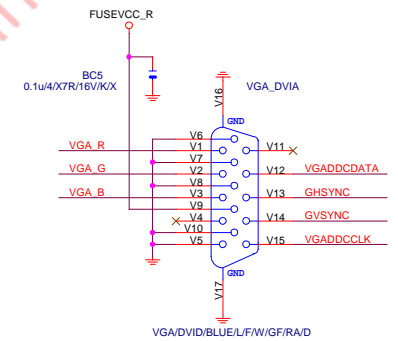 FUSEVCC_R
BC5
0.1u/4/X7R/16V/K/X
V16
VGA_DVIA
GND
V6
VGA_R
V1
V11
V7
VGA_G
V2
V12
VGADDCDATA
V8
VGA_B
V3
V13
GHSYNC
V9
V4
V14
GVSYNC
V10
V5
V15
VGADDCCLK
GND
V17
VGA/DVID/BLUE/L/F/W/GF/RA/D